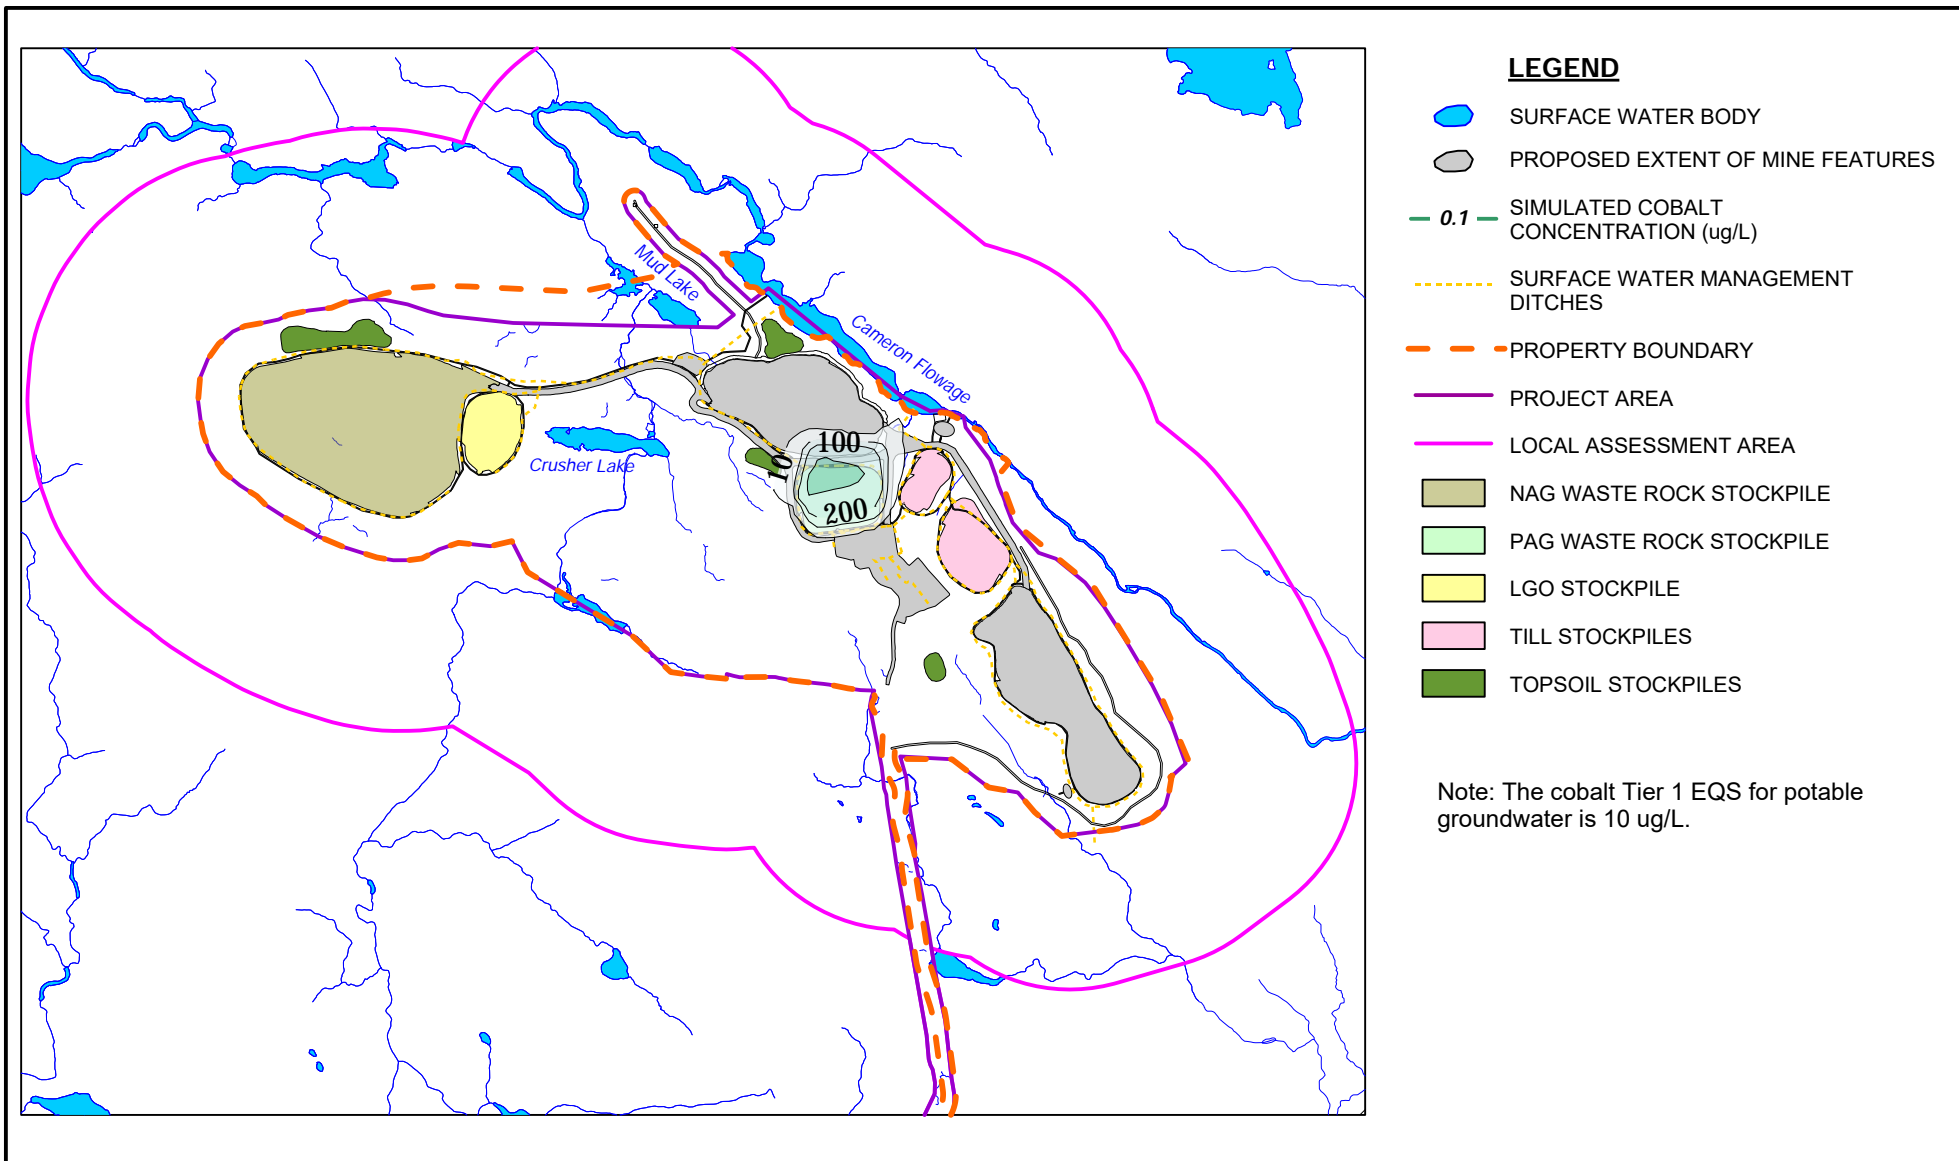 LEGEND
SURFACE WATER BODY
PROPOSED EXTENT OF MINE FEATURES
0.1
SIMULATED COBALT
CONCENTRATION (ug/L)
SURFACE WATER MANAGEMENT
DITCHES
PROPERTY BOUNDARY
PROJECT AREA
LOCAL ASSESSMENT AREA
NAG WASTE ROCK STOCKPILE
PAG WASTE ROCK STOCKPILE
LGO STOCKPILE
TILL STOCKPILES
TOPSOIL STOCKPILES
Note: The cobalt Tier 1 EQS for potable
groundwater is 10 ug/L.
Mud Lake
Cameron Flowage
Crusher Lake
100
10
200